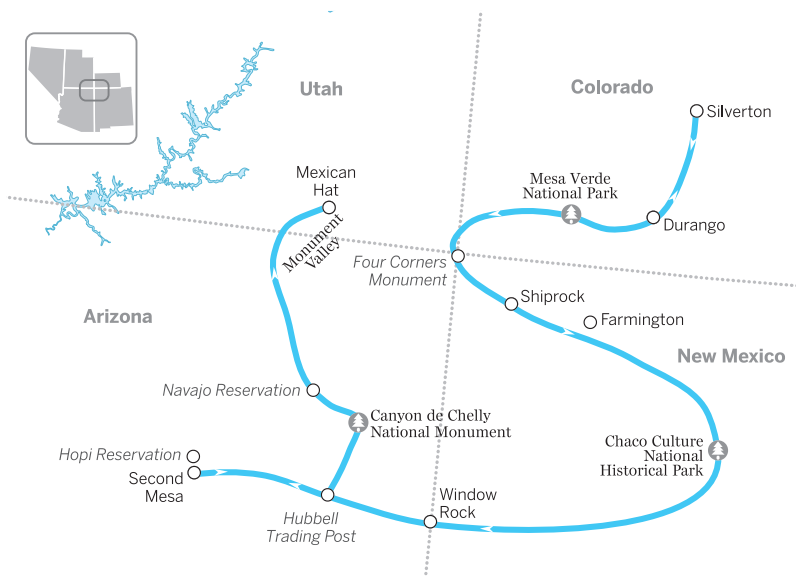 Utah
Colorado
Silverton
Mexican
Hat
Mesa Verde
National Park
Durango
Monument
Valley
Four Corners
Monument
Shiprock
Farmington
Arizona
New Mexico
Navajo Reservation
Canyon de Chelly
National Monument
Chaco Culture
National
Historical Park
Hopi Reservation
Second
Mesa
Window
Rock
Hubbell
Trading Post